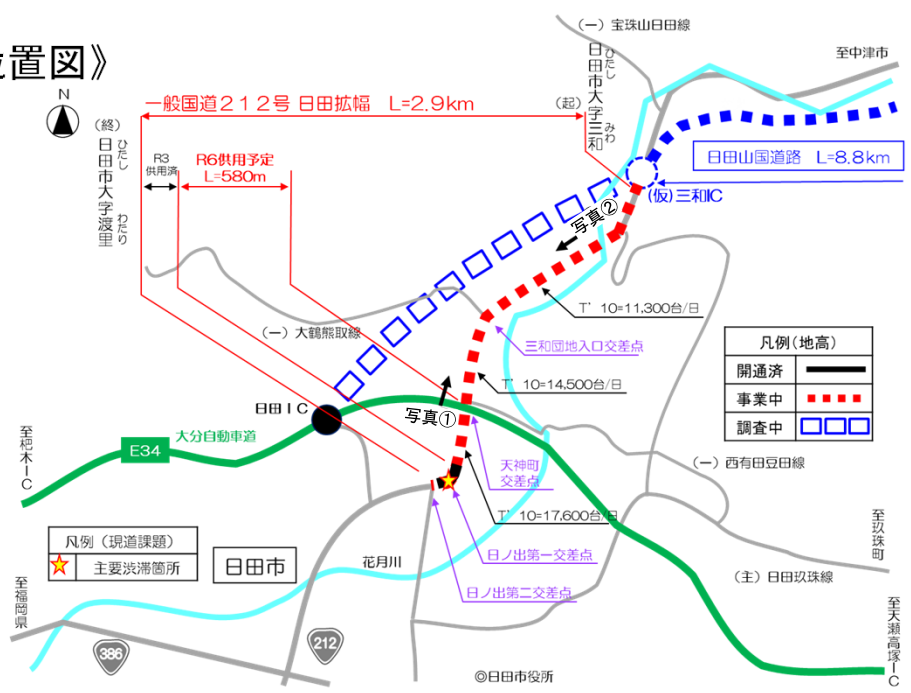 置図》
N
(一) 宝珠山日田線
至中津市
一般国道212号 日田拡幅 L=2.9km
(起)
日田市大字三和
ひたし
みわ
(終)
日田市大字渡里
ひたし
わたり
R3
供用済
R6供用予定
L=580m
日田山国道路 L=8.8km
(仮)三和IC
写真②
T' 10=11,300台/日
(一) 大鶴熊取線
三和団地入口交差点
凡例(地高)
開通済
事業中
調査中
T' 10=14,500台/日
日田IC
写真①
大分自動車道
E34
至杷木IC
天神町
交差点
(一) 西有田豆田線
T' 10=17,600台/日
至玖珠町
凡例(現道課題)
主要渋滞箇所
日田市
花月川
日ノ出第一交差点
日ノ出第二交差点
(主) 日田玖珠線
至福岡県
至天瀬高塚IC
386
212
©日田市役所